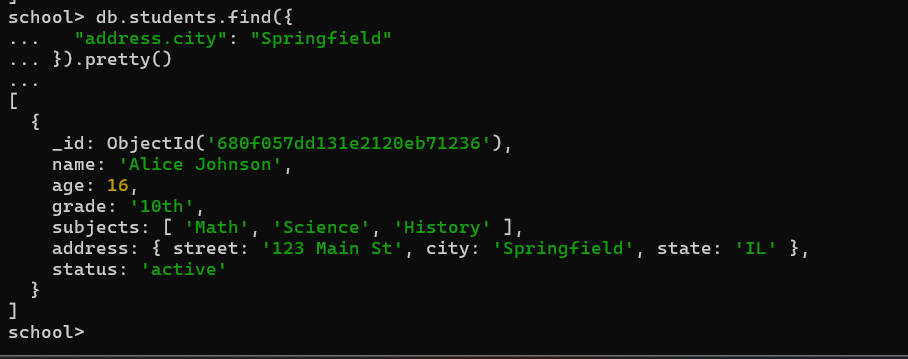 ]
school> db.students.find({
...   "address.city": "Springfield"
... }).pretty()
...
[
  {
    _id: ObjectId('680f057dd131e2120eb71236'),
    name: 'Alice Johnson',
    age: 16,
    grade: '10th',
    subjects: [ 'Math', 'Science', 'History' ],
    address: { street: '123 Main St', city: 'Springfield', state: 'IL' },
    status: 'active'
  }
]
school>